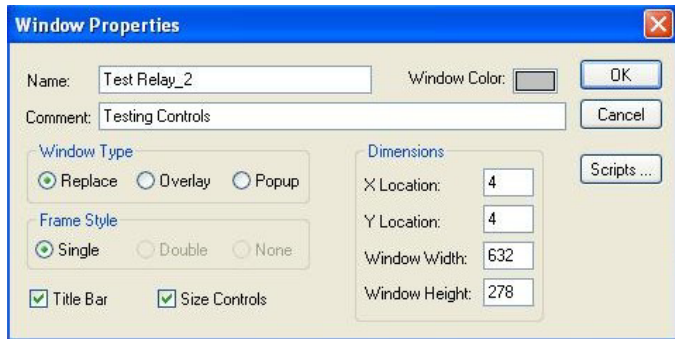 Window Properties
Name: Test Relay_2 Window Color: OK
Comment: Testing Controls Cancel
Window Type Dimensions Scripts ...
Replace Overlay Popup X Location: 4
Frame Style Y Location: 4
Single Double None Window Width: 632
Title Bar Size Controls Window Height: 278